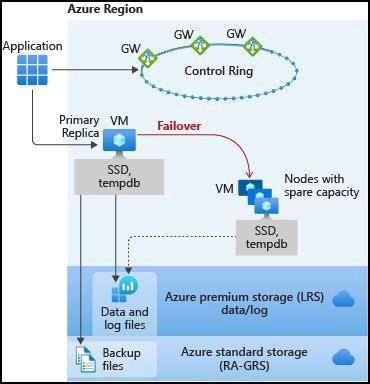 Azure Region
Application
GW
GW
GW
Control Ring
Primary
Replica
VM
Failover
SSD,
tempdb
VM
Nodes with
spare capacity
SSD,
tempdb
Data and
log files
Azure premium storage (LRS)
data/log
Backup
files
Azure standard storage
(RA-GRS)